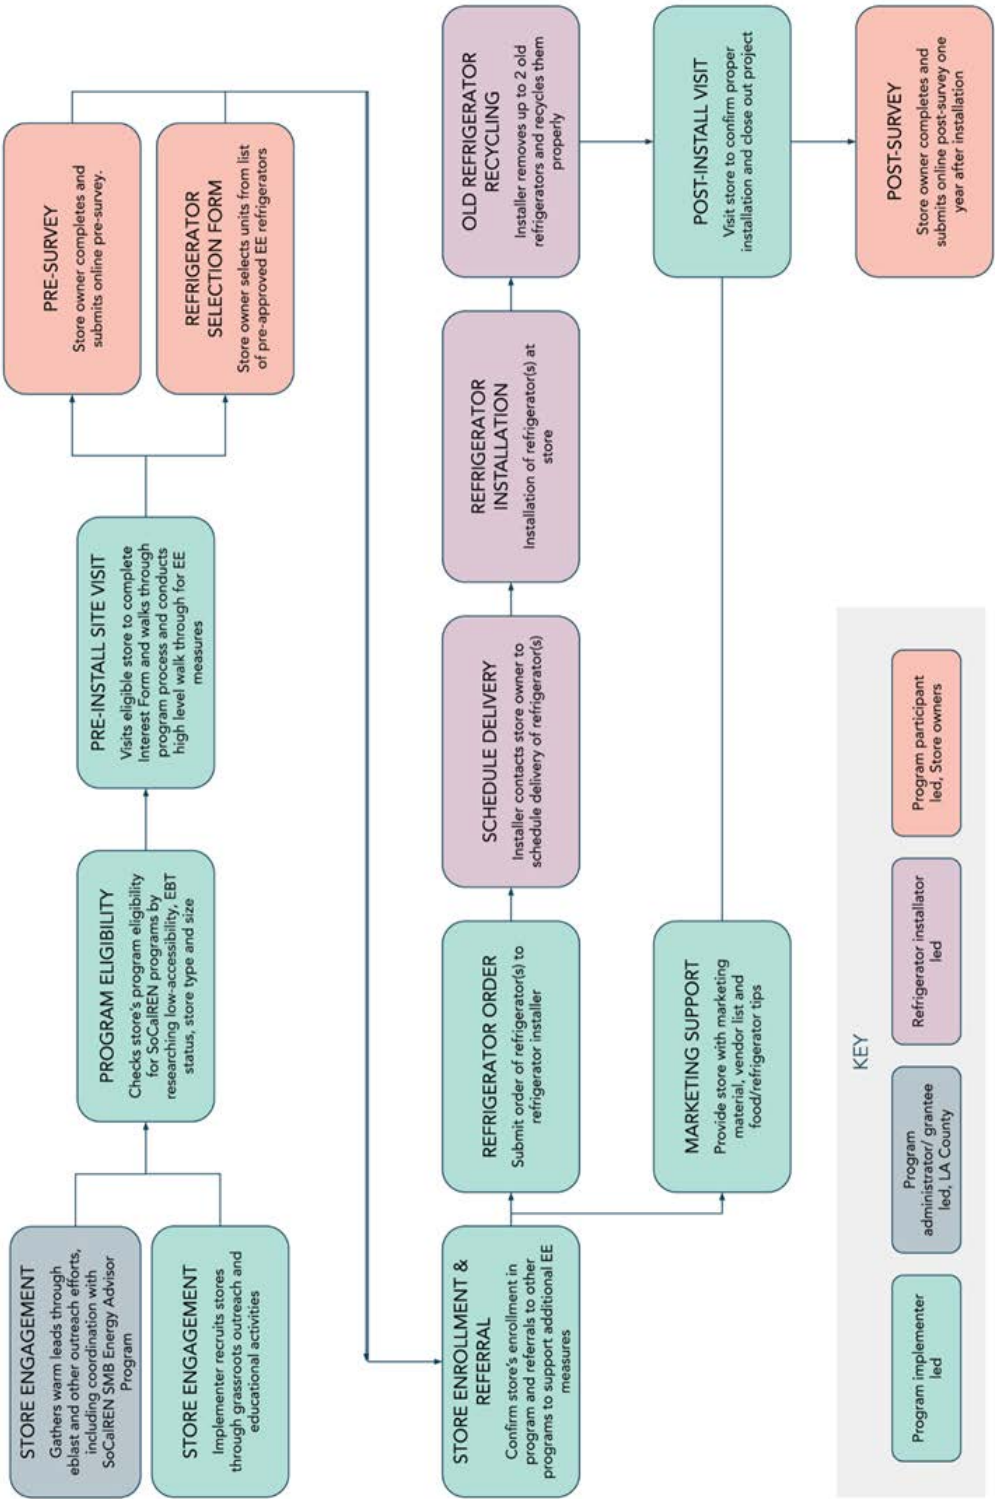 STORE ENGAGEMENT
Gathers warm leads through
eblast and other outreach efforts,
including coordination with
SoCalREN SMB Energy Advisor
Program
STORE ENGAGEMENT
Implementer recruits stores
through grassroots outreach and
educational activities
PROGRAM ELIGIBILITY
Checks store's program eligibility
for SoCalREN programs by
researching low-accessibility, EBT
status, store type and size
PRE-INSTALL SITE VISIT
Visits eligible store to complete
Interest Form and walks through
program process and conducts
high level walk through for EE
measures
PRE-SURVEY
Store owner completes and
submits online pre-survey.
REFRIGERATOR
SELECTION FORM
Store owner selects units from list
of pre-approved EE refrigerators
STORE ENROLLMENT &
REFERRAL
Confirm store's enrollment in
program and referrals to other
programs to support additional EE
measures
REFRIGERATOR ORDER
Submit order of refrigerator(s) to
refrigerator installer
SCHEDULE DELIVERY
Installer contacts store owner to
schedule delivery of refrigerator(s)
REFRIGERATOR
INSTALLATION
Installation of refrigerator(s) at
store
OLD REFRIGERATOR
RECYCLING
Installer removes up to 2 old
refrigerators and recycles them
properly
MARKETING SUPPORT
Provide store with marketing
material, vendor list and
food/refrigerator tips
POST-INSTALL VISIT
Visit store to confirm proper
installation and close out project
POST-SURVEY
Store owner completes and
submits online post-survey one
year after installation
KEY
Program implementer
led
Program
administrator/ grantee
led, LA County
Refrigerator installator
led
Program participant
led, Store owners